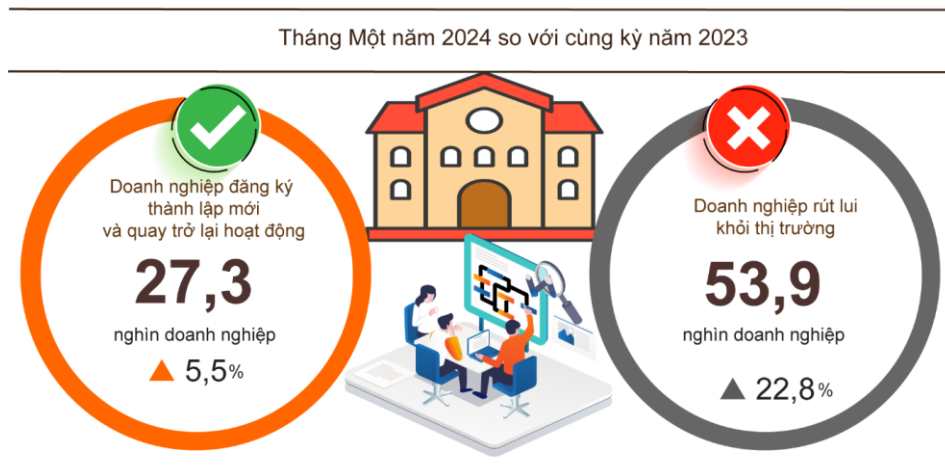 Tháng Một năm 2024 so với cùng kỳ năm 2023
Doanh nghiệp đăng ký
thành lập mới
và quay trở lại hoạt động
27,3
nghìn doanh nghiệp
▲ 5,5%
Doanh nghiệp rút lui
khỏi thị trường
53,9
nghìn doanh nghiệp
▲ 22,8%